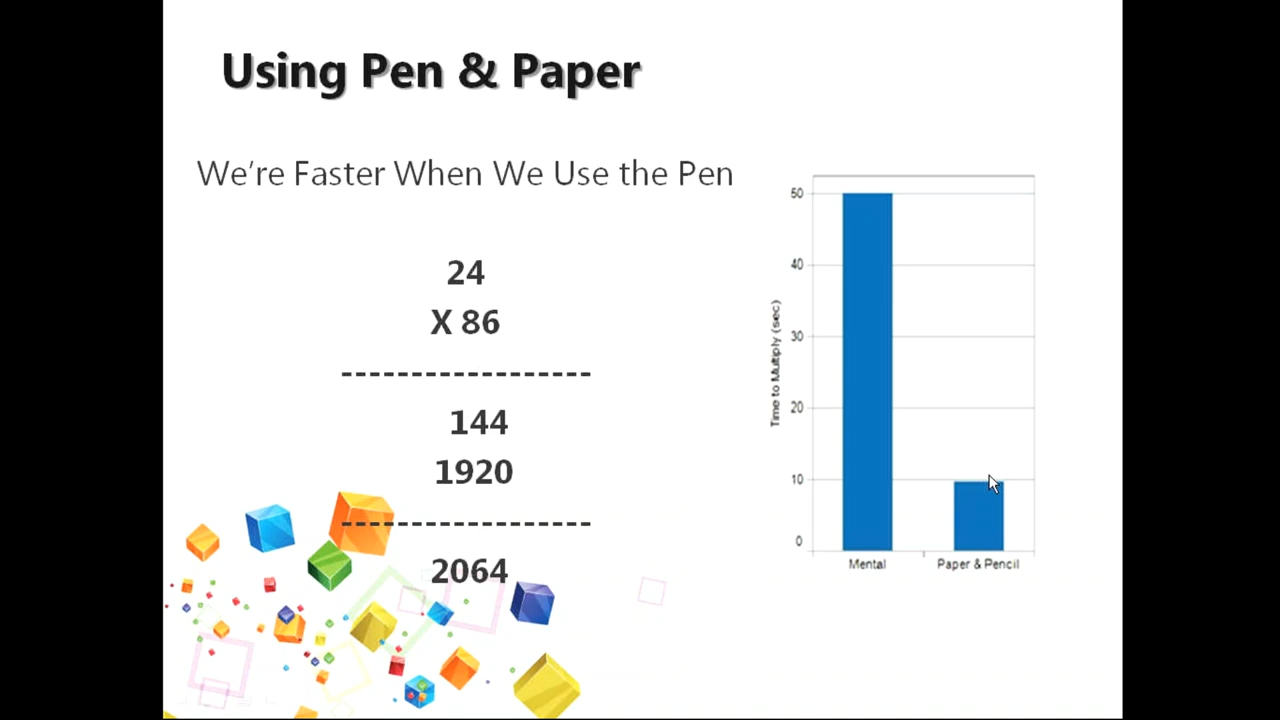 Using Pen & Paper
We're Faster When We Use the Pen
24
X 86
-----------------
144
1920
-----------------
2064
Time to Multiply (sec)
50
40
30
20
10
0
Mental
Paper & Pencil